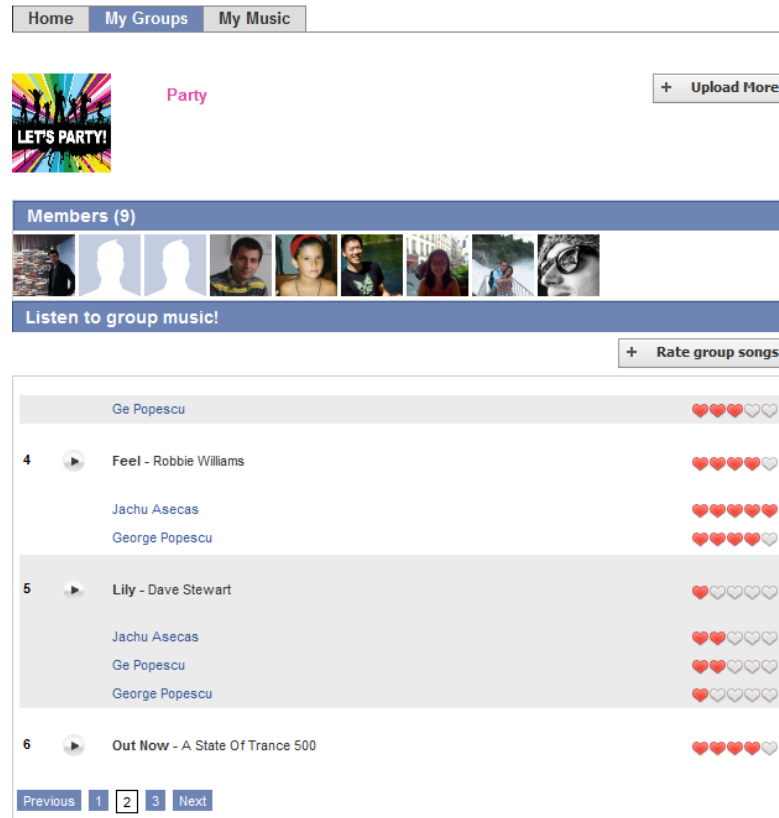 Home My Groups My Music
Party
+ Upload More
LET'S PARTY!
Members (9)
Listen to group music!
+ Rate group songs
Ge Popescu
4 Feel - Robbie Williams
Jachu Asecas
George Popescu
5 Lily - Dave Stewart
Jachu Asecas
Ge Popescu
George Popescu
6 Out Now - A State Of Trance 500
Previous 1 2 3 Next